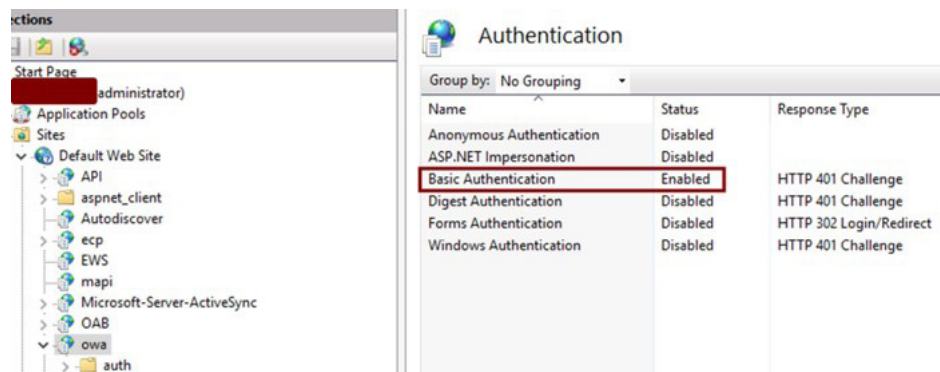 ections
Start Page
administrator)
Application Pools
Sites
Default Web Site
API
aspnet_client
Autodiscover
ecp
EWS
mapi
Microsoft-Server-ActiveSync
OAB
owa
auth
Authentication
Group by: No Grouping
Name Status Response Type
Anonymous Authentication Disabled
ASP.NET Impersonation Disabled
Basic Authentication Enabled HTTP 401 Challenge
Digest Authentication Disabled HTTP 401 Challenge
Forms Authentication Disabled HTTP 302 Login/Redirect
Windows Authentication Disabled HTTP 401 Challenge